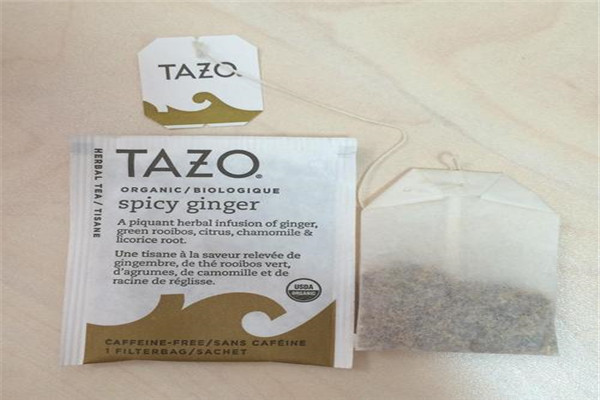 TAZO.
HERBAL TEA / TISANE
TAZO®
ORGANIC/BIOLOGIQUE
spicy ginger
A piquant herbal infusion of ginger,
green rooibos, citrus, chamomile &
licorice root.
Une tisane à la saveur relevée de
gingembre, de thé rooibos vert,
d'agrumes, de camomille et de
racine de réglisse.
USDA
ORGANIC
CAFFEINE-FREE/SANS CAFÉINE
1 FILTERBAG/SACHET